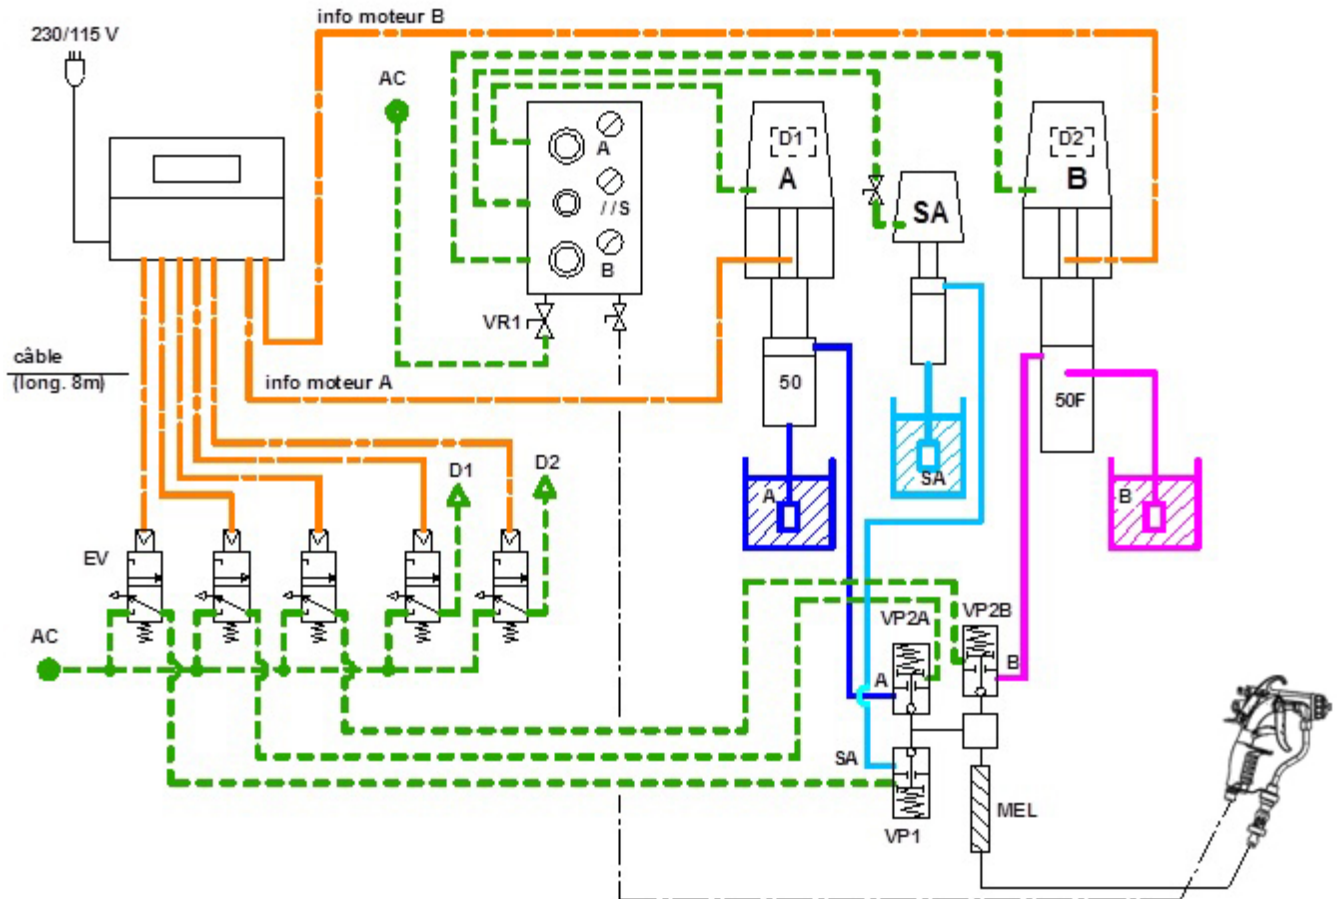 info moteur B
230/115 V
AC
D1
D2
A
A
B
SA
//S
B
VR1
câble
(long. 8m)
info moteur A
50
50F
D1
D2
A
SA
B
EV
AC
VP2A
VP2B
A
B
SA
MEL
VP1